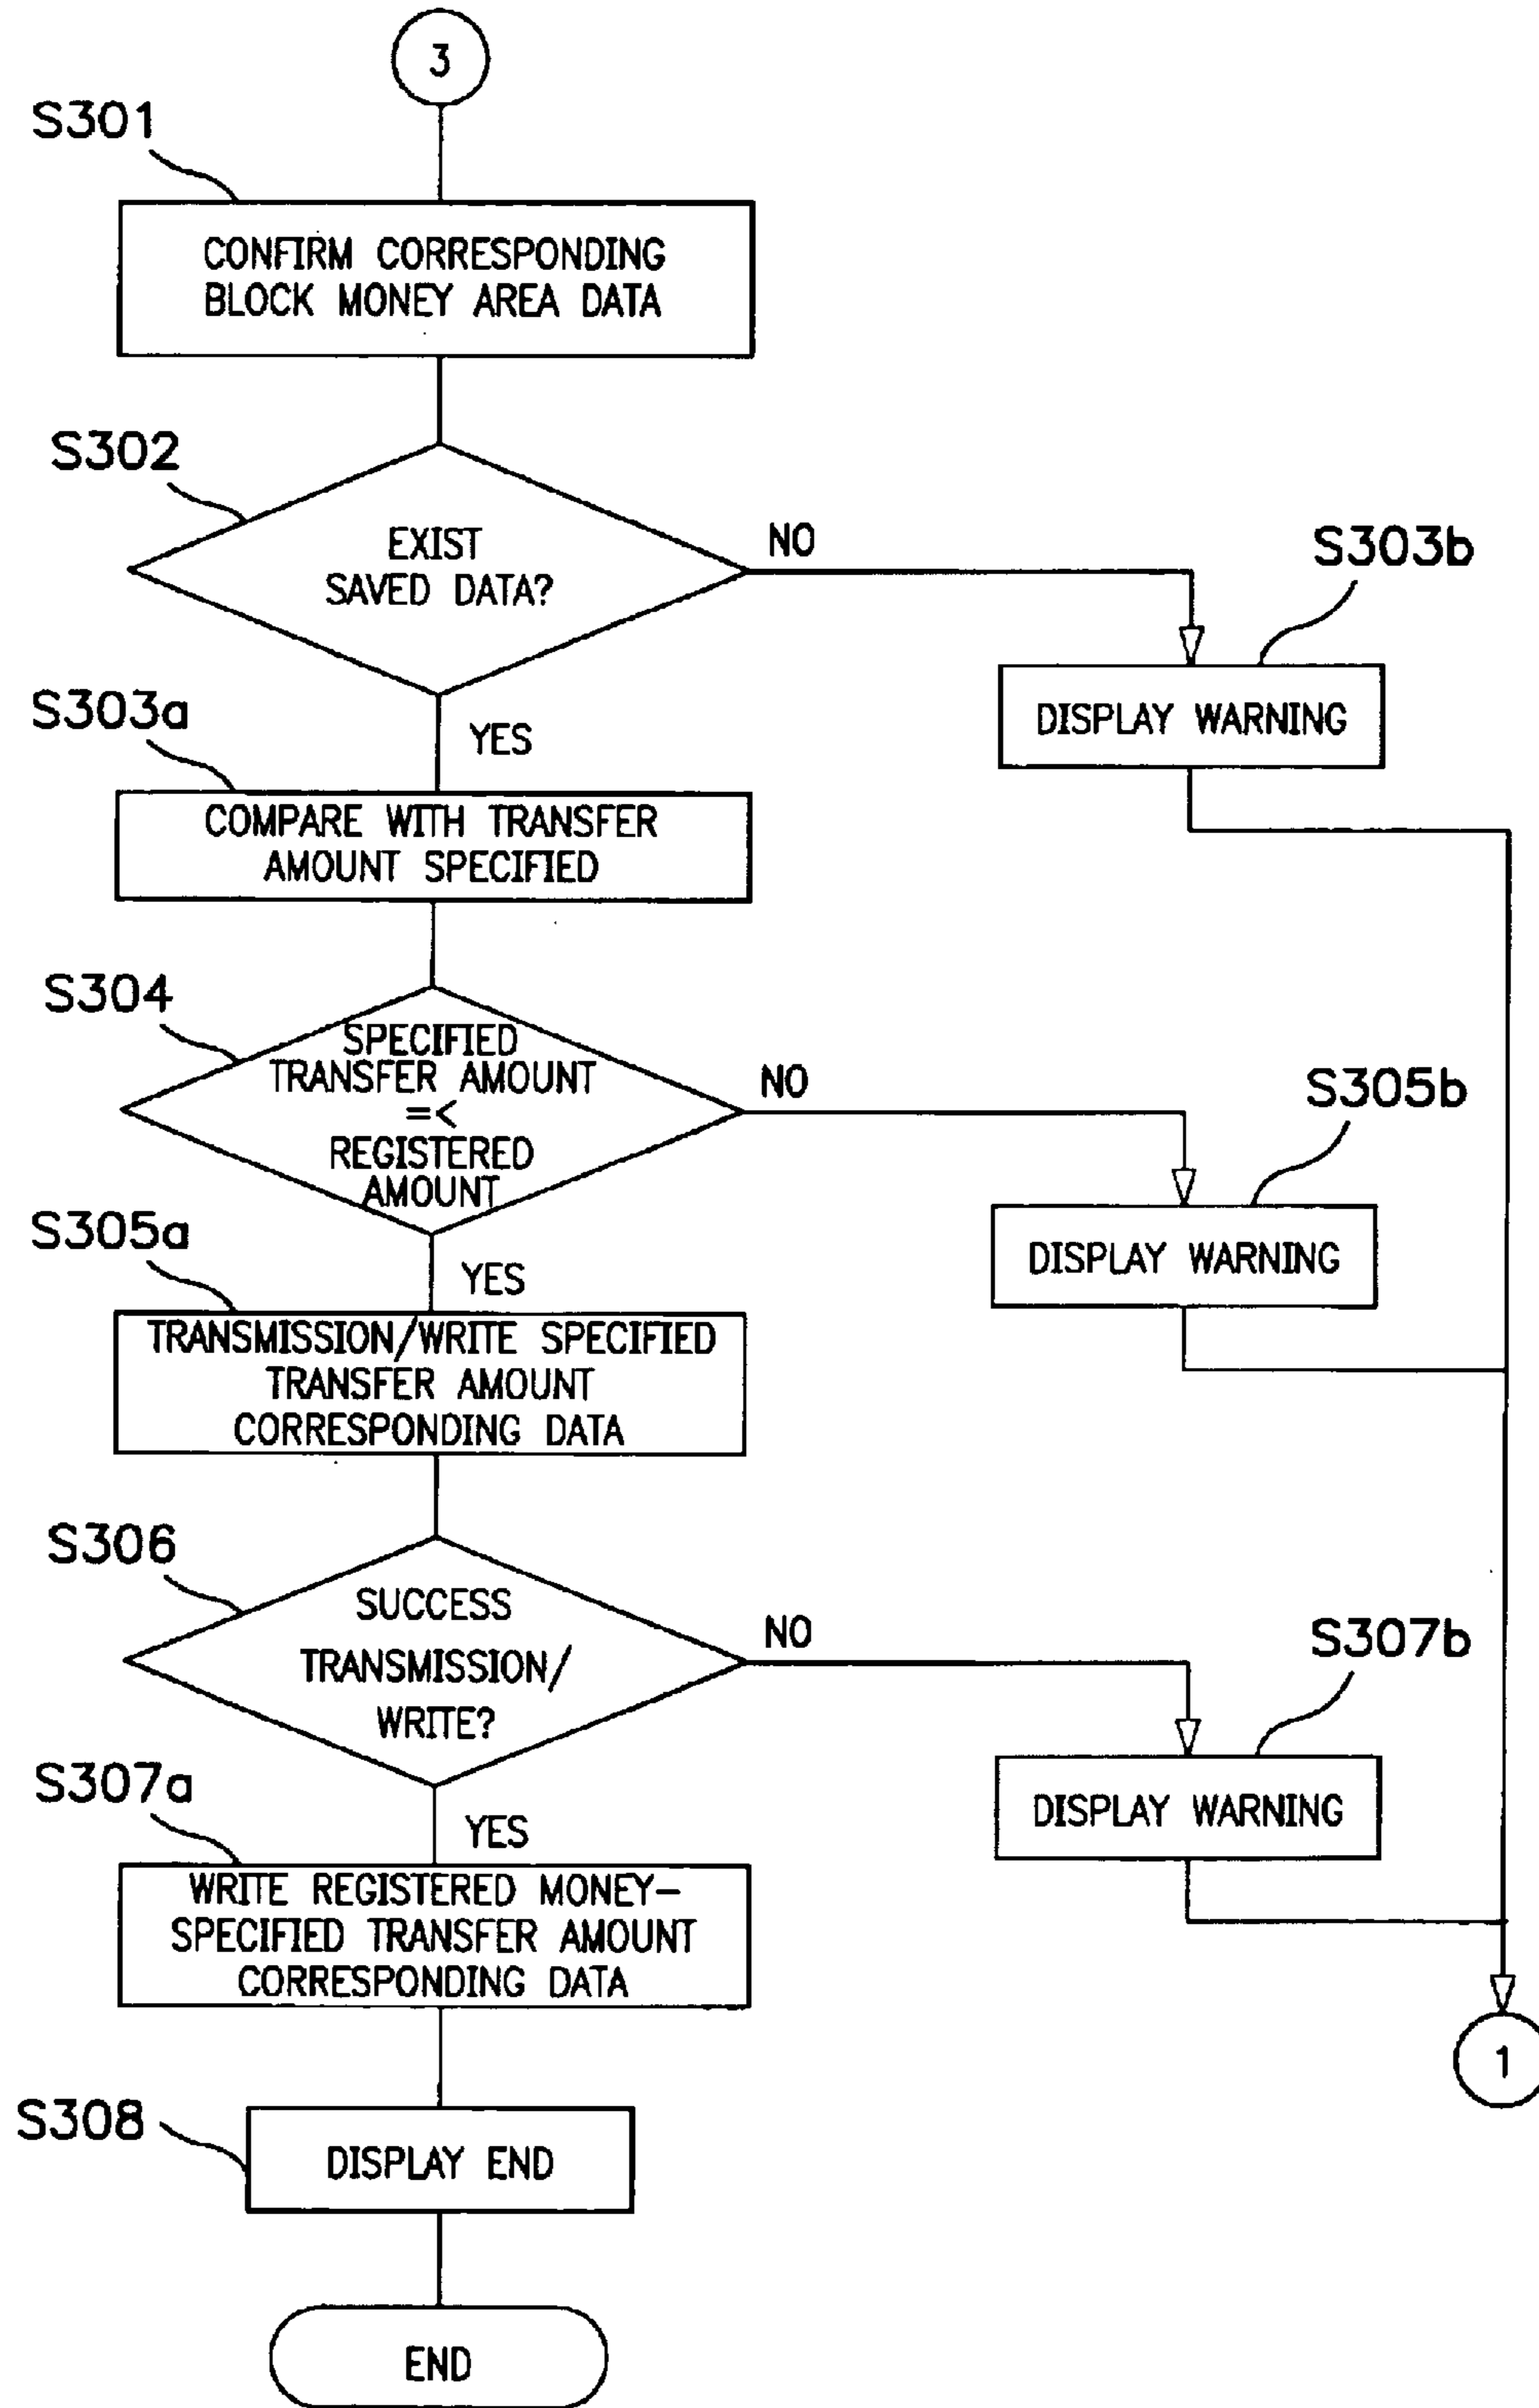 3
S301
CONFIRM CORRESPONDING
BLOCK MONEY AREA DATA
S302
EXIST
SAVED DATA?
NO
S303b
DISPLAY WARNING
YES
S303a
COMPARE WITH TRANSFER
AMOUNT SPECIFIED
S304
SPECIFIED
TRANSFER AMOUNT
=<
REGISTERED
AMOUNT
NO
S305b
DISPLAY WARNING
YES
S305a
TRANSMISSION/WRITE SPECIFIED
TRANSFER AMOUNT
CORRESPONDING DATA
S306
SUCCESS
TRANSMISSION/
WRITE?
NO
S307b
DISPLAY WARNING
YES
S307a
WRITE REGISTERED MONEY-
SPECIFIED TRANSFER AMOUNT
CORRESPONDING DATA
1
S308
DISPLAY END
END